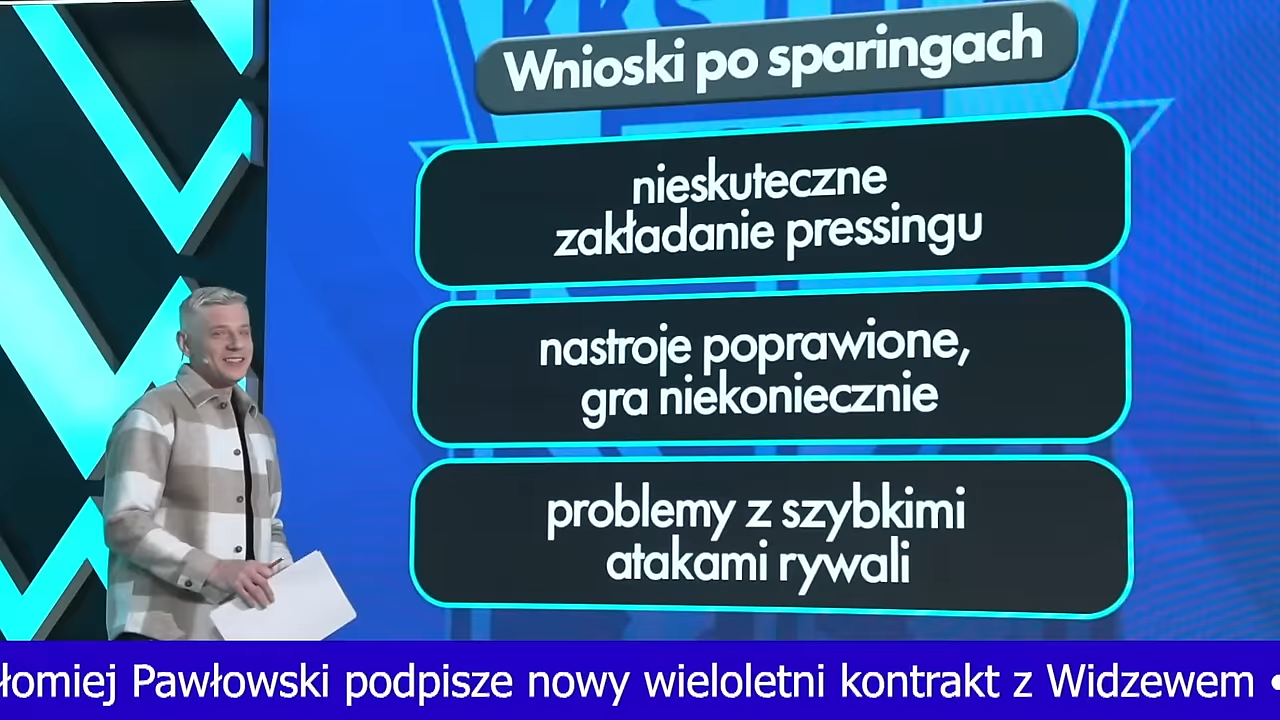 Wnioski po sparingach
nieskuteczne
zakładanie pressingu
nastroje poprawione,
gra niekoniecznie
problemy z szybkimi
atakami rywali
łomiej Pawłowski podpisze nowy wieloletni kontrakt z Widzewem •